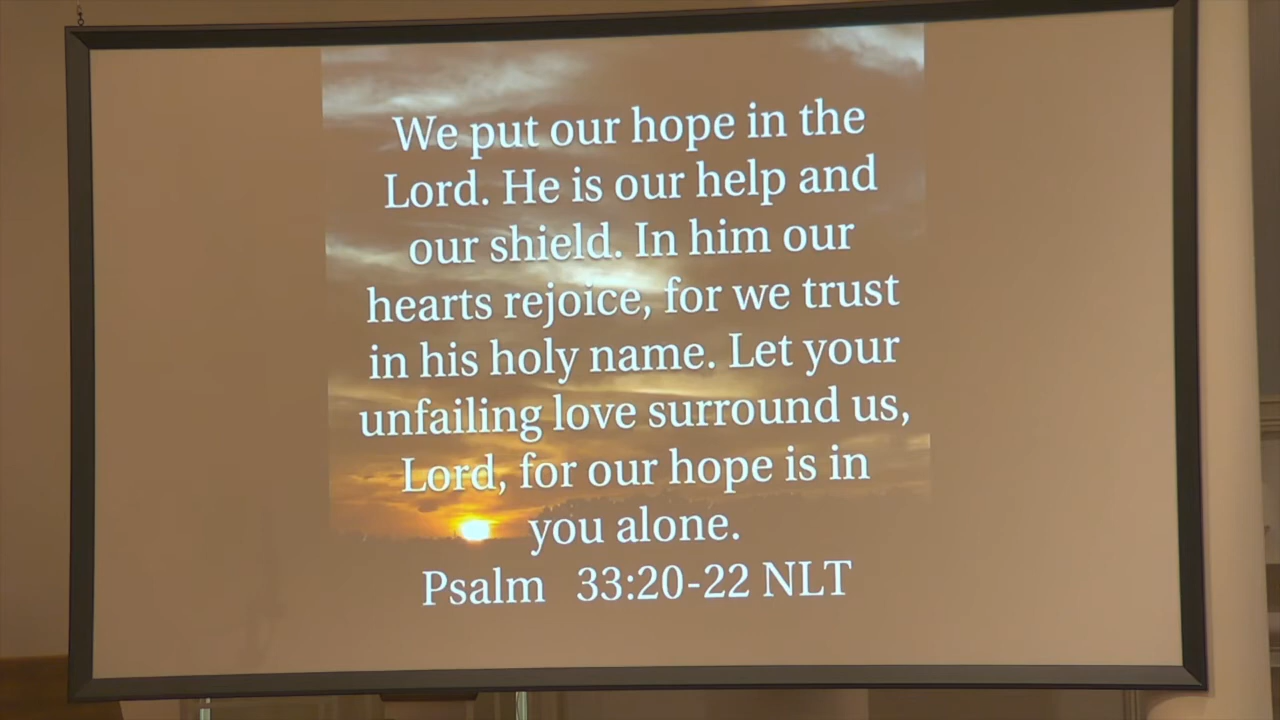 We put our hope in the
Lord. He is our help and
our shield. In him our
hearts rejoice, for we trust
in his holy name. Let your
unfailing love surround us,
Lord, for our hope is in
you alone.
Psalm 33:20-22 NLT